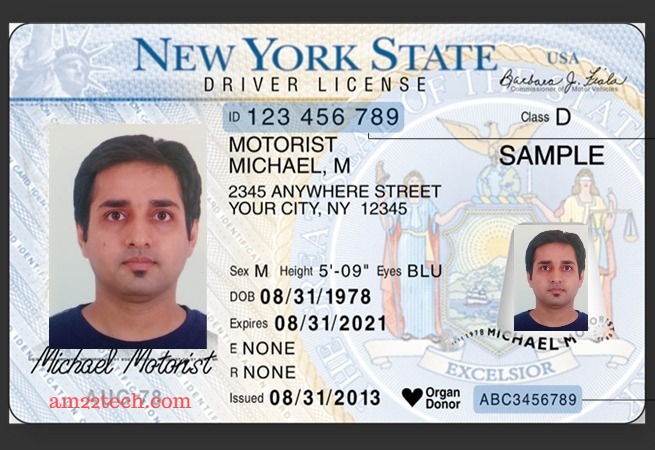 NEW YORK STATE
USA
DRIVER LICENSE
Barbara J. Fiala
Commissioner of Motor Vehicles
ID 123 456 789
Class D
MOTORIST
MICHAEL, M
SAMPLE
2345 ANYWHERE STREET
YOUR CITY, NY 12345
Sex M Height 5'-09" Eyes BLU
DOB 08/31/1978
Expires 08/31/2021
MICHAEL M
E NONE
Michael Motorist
EXCELSIOR
R NONE
AUG 78
am22tech.com
Issued 08/31/2013
Organ
Donor
ABC3456789